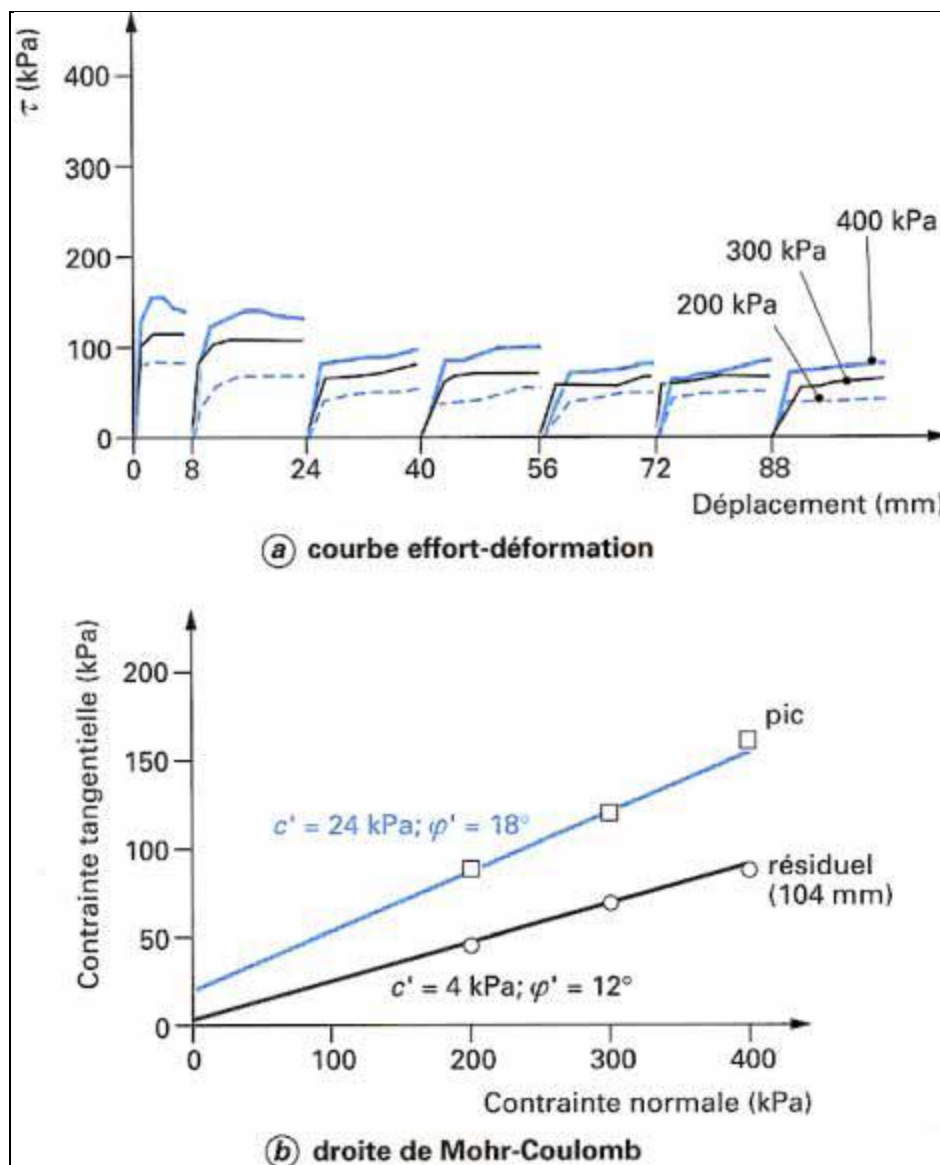 τ (kPa)
400
300
200
100
0
400 kPa
300 kPa
200 kPa
0 8 24 40 56 72 88
Déplacement (mm)
a courbe effort-déformation
Contrainte tangentielle (kPa)
200
150
100
50
0
pic
c' = 24 kPa; φ' = 18°
résiduel
(104 mm)
c' = 4 kPa; φ' = 12°
0 100 200 300 400
Contrainte normale (kPa)
b droite de Mohr-Coulomb